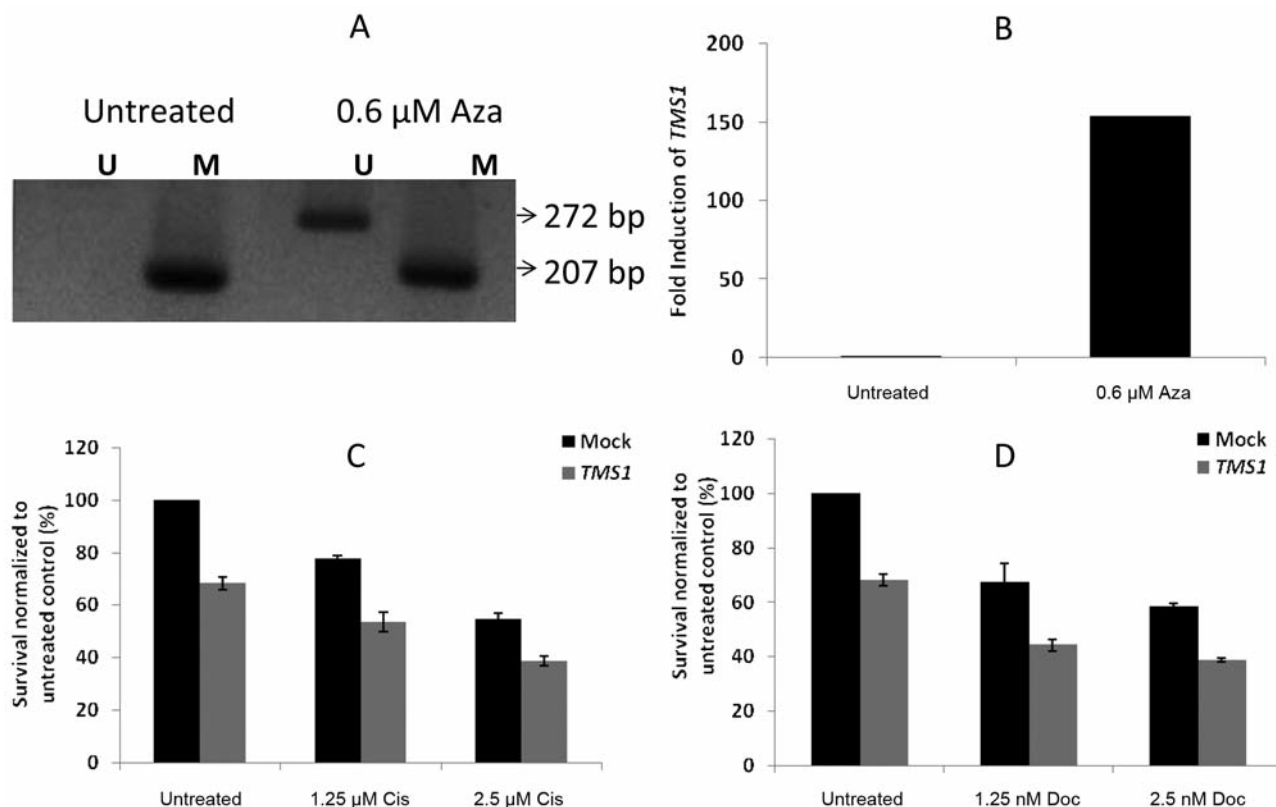 A
Untreated 0.6 µM Aza
U M U M
→ 272 bp
→ 207 bp
B
Fold Induction of TMS1
200
150
100
50
0
Untreated 0.6 µM Aza
C
Mock
TMS1
Survival normalized to
untreated control (%)
120
100
80
60
40
20
0
Untreated 1.25 µM Cis 2.5 µM Cis
D
Mock
TMS1
Survival normalized to
untreated control (%)
120
100
80
60
40
20
0
Untreated 1.25 nM Doc 2.5 nM Doc